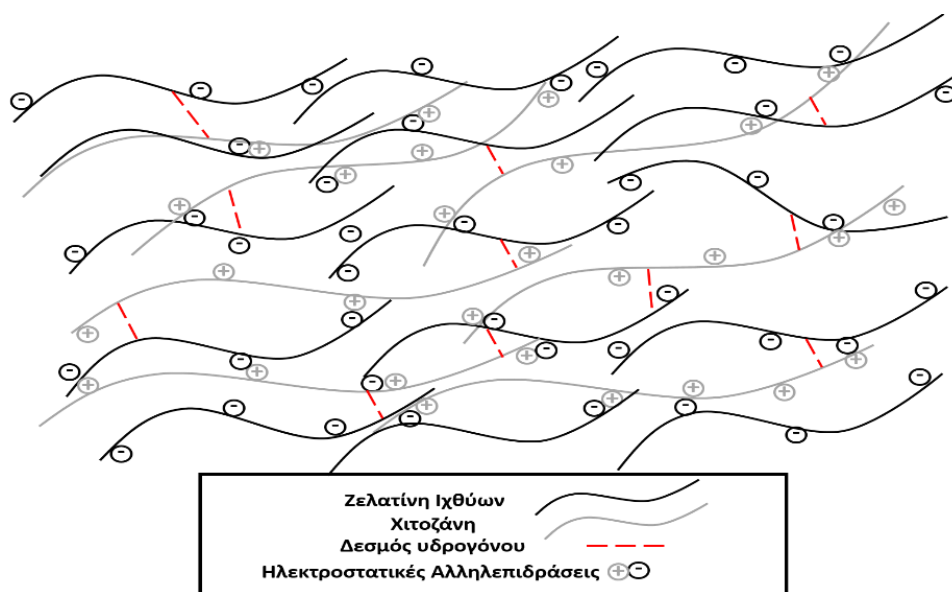 Ζελατίνη Ιχθύων
Χιτοζάνη
Δεσμός υδρογόνου
Ηλεκτροστατικές Αλληλεπιδράσεις